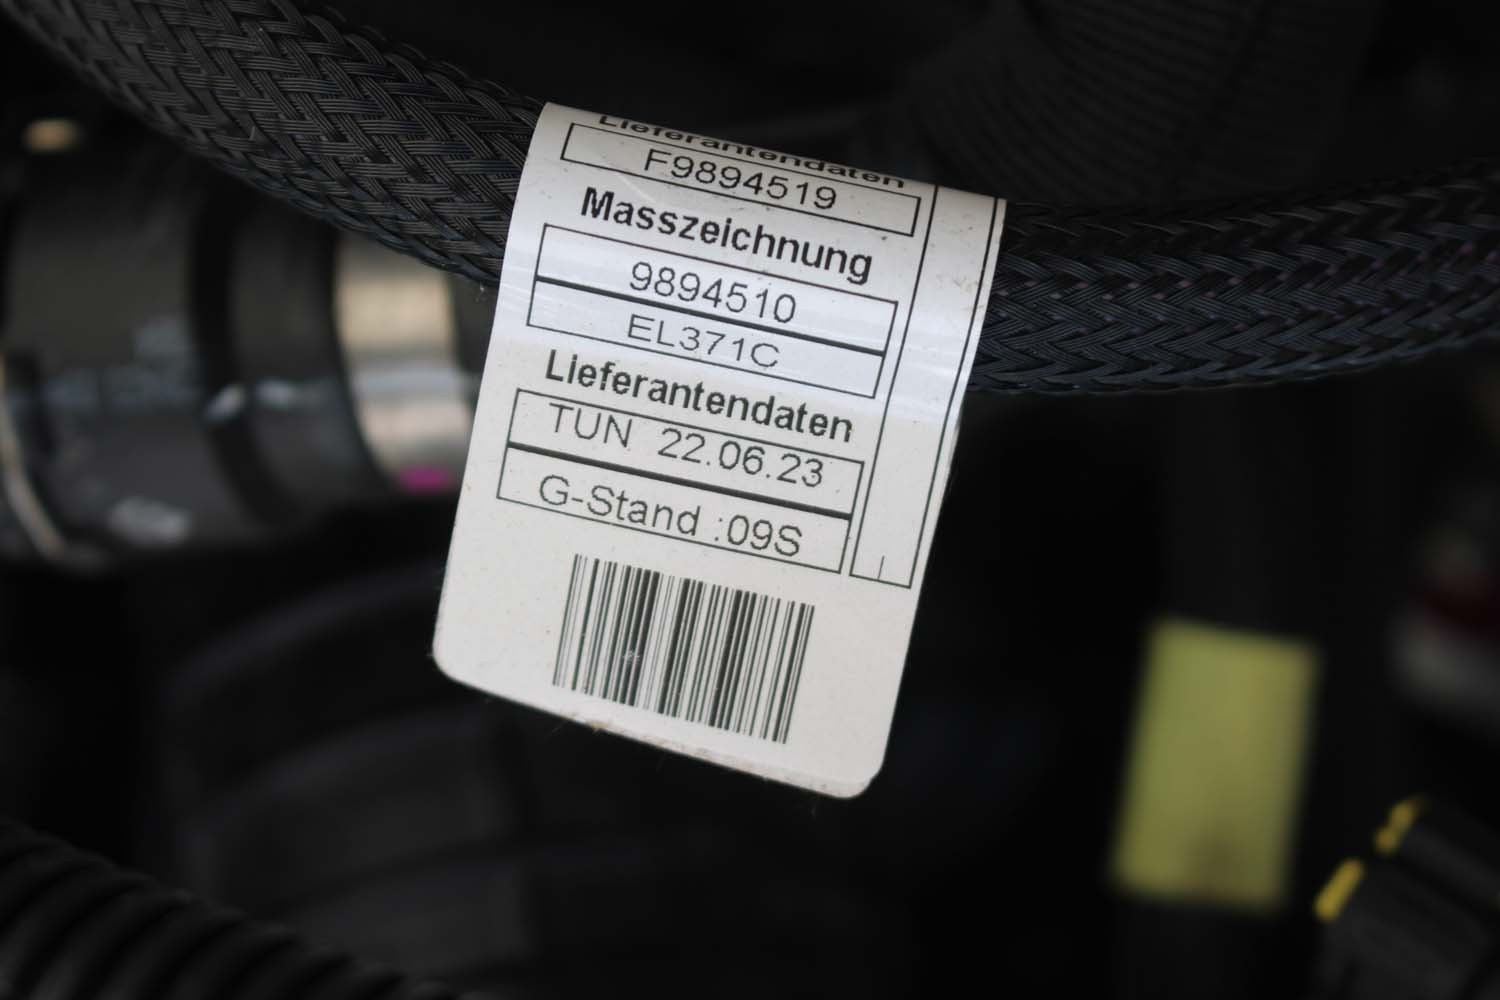 Lieferantendaten
F9894519
Masszeichnung
9894510
EL371C
Lieferantendaten
TUN 22.06.23
G-Stand :09S